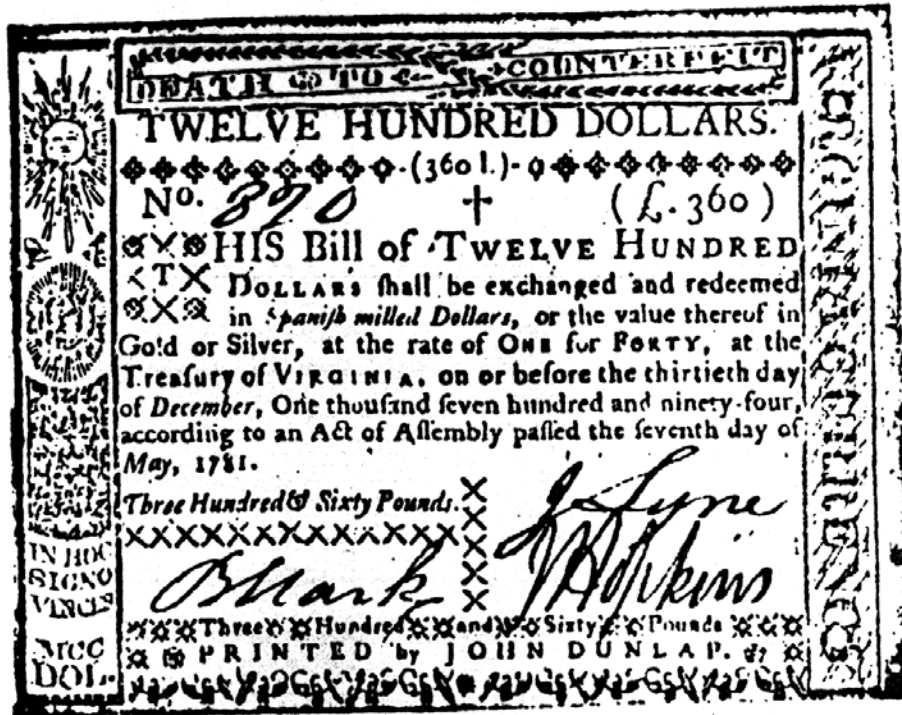 DEATH TO COUNTERFEIT
TWELVE HUNDRED DOLLARS.
(360 l.)
No. 890 (£. 360)
THIS Bill of TWELVE HUNDRED
DOLLARS ſhall be exchanged and redeemed
in Spaniſh milled Dollars, or the value thereof in
Gold or Silver, at the rate of ONE for FORTY, at the
Treaſury of VIRGINIA, on or before the thirtieth day
of December, One thouſand ſeven hundred and ninety-four,
according to an Act of Aſſembly paſſed the ſeventh day of
May, 1781.
Three Hundred & Sixty Pounds.
J Lyne
B Stark
J Hopkins
Three Hundred and Sixty Pounds
PRINTED by JOHN DUNLAP.
IN HOC
SIGNO
VINCES
MCC
DOL.